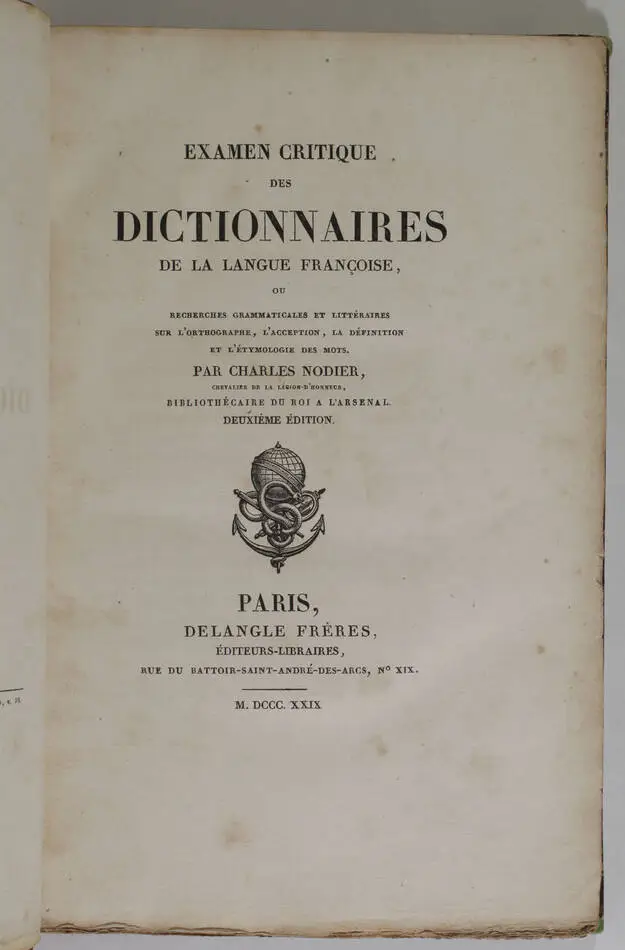 EXAMEN CRITIQUE
DES
DICTIONNAIRES
DE LA LANGUE FRANÇOISE,
OU
RECHERCHES GRAMMATICALES ET LITTÉRAIRES
SUR L'ORTHOGRAPHE, L'ACCEPTION, LA DÉFINITION
ET L'ÉTYMOLOGIE DES MOTS.
PAR CHARLES NODIER,
CHEVALIER DE LA LÉGION-D'HONNEUR,
BIBLIOTHÉCAIRE DU ROI A L'ARSENAL.
DEUXIÈME ÉDITION.
PARIS,
DELANGLE FRÈRES,
ÉDITEURS-LIBRAIRES,
RUE DU BATTOIR-SAINT-ANDRÉ-DES-ARCS, Nº XIX.
M. DCCC. XXIX